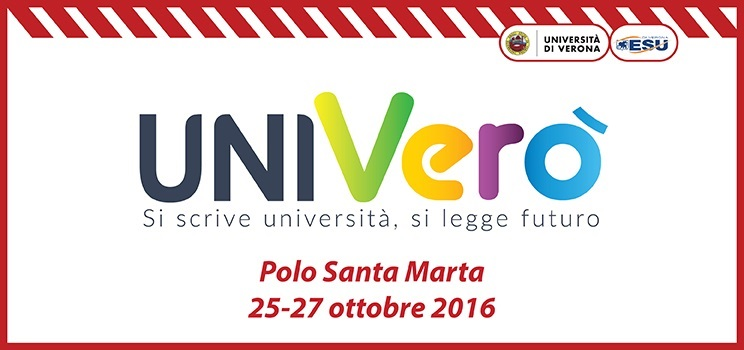 UNIVERSITÀ
DI VERONA
ESU
UNIVerò
Si scrive università, si legge futuro
Polo Santa Marta
25-27 ottobre 2016